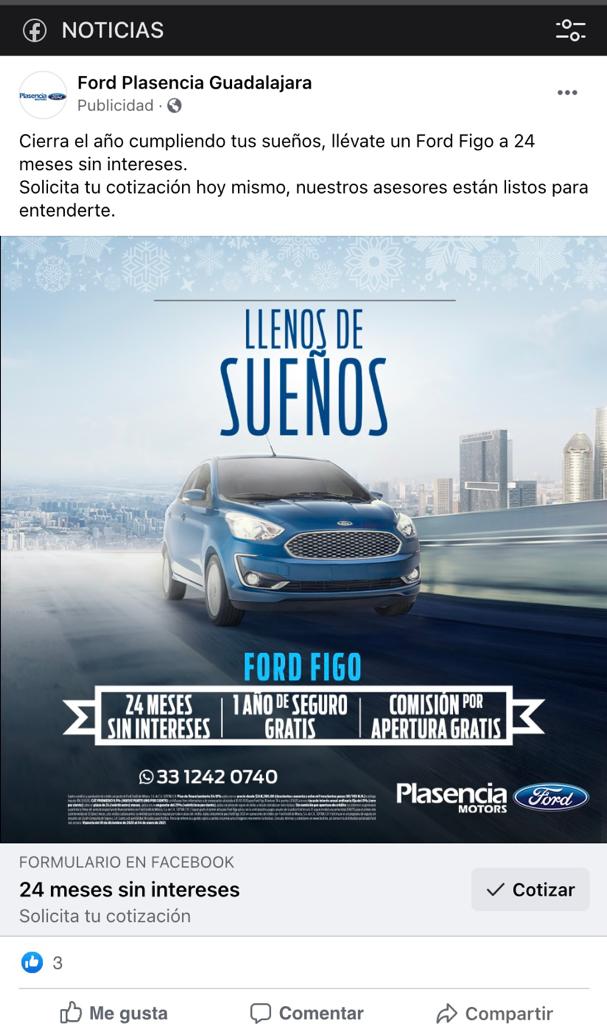 NOTICIAS
Ford Plasencia Guadalajara
Publicidad ·
Cierra el año cumpliendo tus sueños, llévate un Ford Figo a 24
meses sin intereses.
Solicita tu cotización hoy mismo, nuestros asesores están listos para
entenderte.
LLENOS DE
SUEÑOS
FORD FIGO
24 MESES
SIN INTERESES
1 AÑO DE SEGURO
GRATIS
COMISIÓN POR
APERTURA GRATIS
33 1242 0740
Plasencia
MOTORS
Ford
FORMULARIO EN FACEBOOK
24 meses sin intereses
Solicita tu cotización
Cotizar
3
Me gusta
Comentar
Compartir